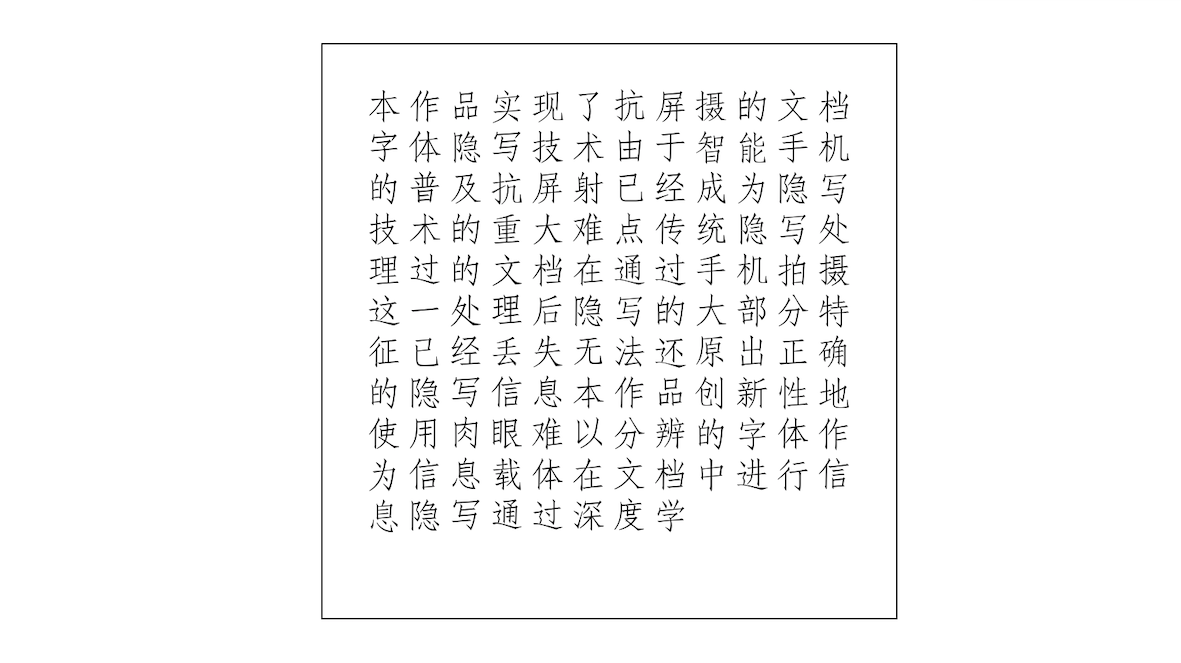 本作品实现了抗屏摄的文档
字体隐写技术由于智能手机
的普及抗屏射已经成为隐写
技术的重大难点传统隐写处
理过的文档在通过手机拍摄
这一处理后隐写的大部分特
征已经丢失无法还原出正确
的隐写信息本作品创新性地
使用肉眼难以分辨的字体作
为信息载体在文档中进行信
息隐写通过深度学